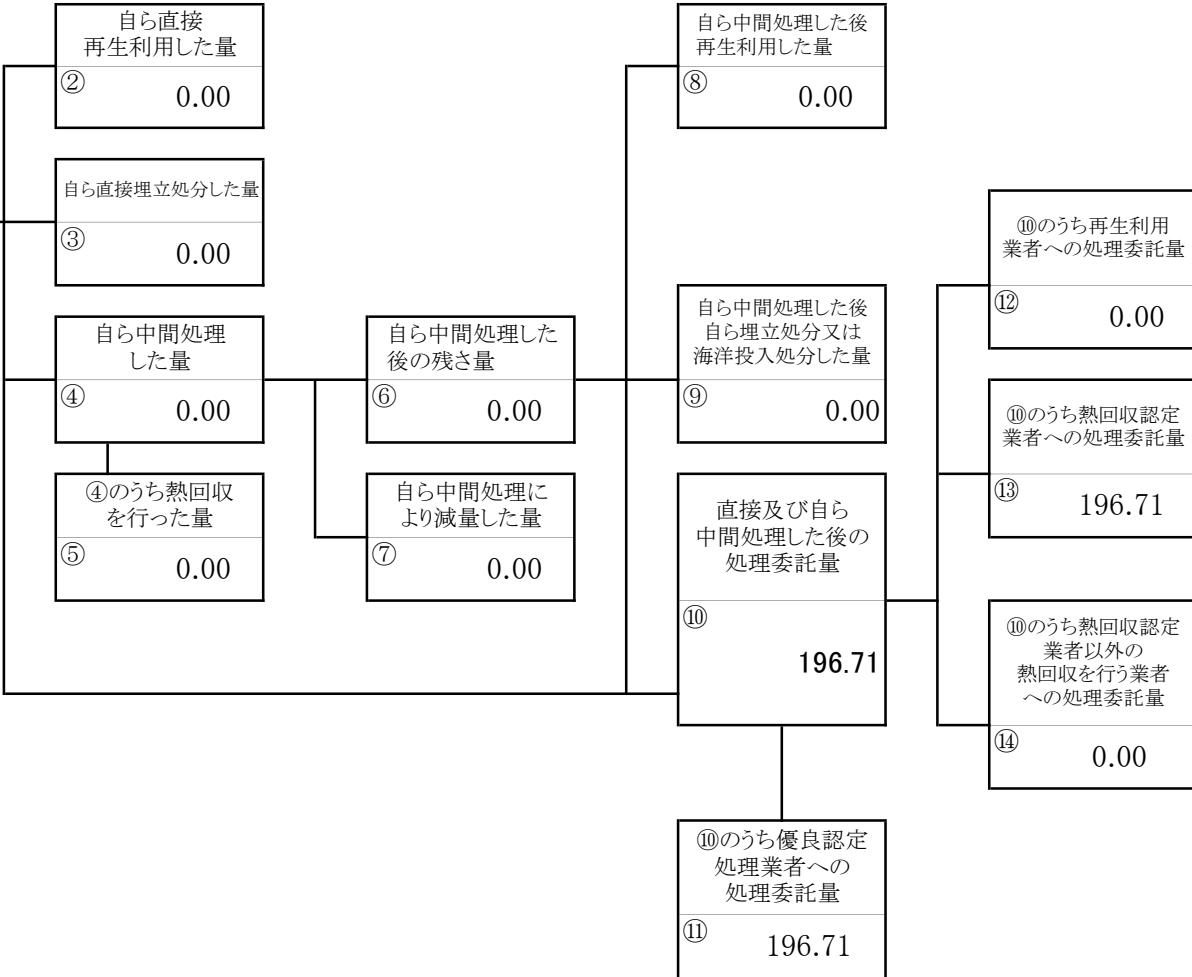 自ら直接
再生利用した量
②
0.00
自ら直接埋立処分した量
③
0.00
自ら中間処理
した量
④
0.00
④のうち熱回収
を行った量
⑤
0.00
自ら中間処理した
後の残さ量
⑥
0.00
自ら中間処理に
より減量した量
⑦
0.00
自ら中間処理した後
再生利用した量
⑧
0.00
自ら中間処理した後
自ら埋立処分又は
海洋投入処分した量
⑨
0.00
直接及び自ら
中間処理した後の
処理委託量
⑩
196.71
⑩のうち優良認定
処理業者への
処理委託量
⑪
196.71
⑩のうち再生利用
業者への処理委託量
⑫
0.00
⑩のうち熱回収認定
業者への処理委託量
⑬
196.71
⑩のうち熱回収認定
業者以外の
熱回収を行う業者
への処理委託量
⑭
0.00